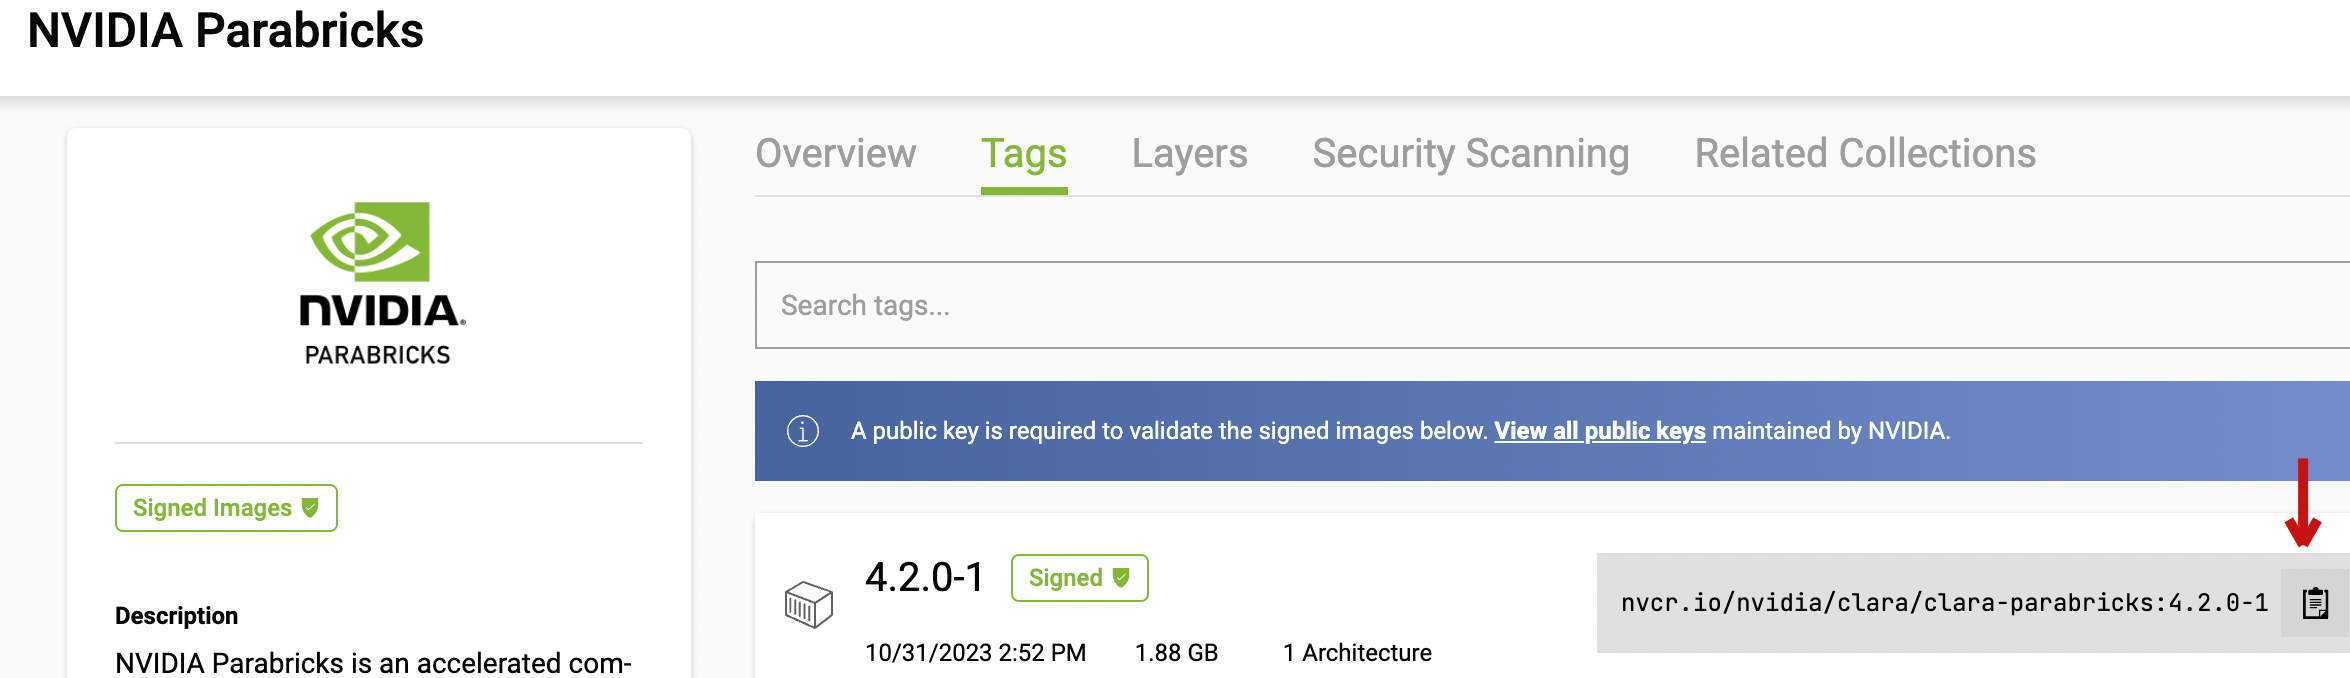 NVIDIA Parabricks
Overview Tags Layers Security Scanning Related Collections
NVIDIA®
PARABRICKS
Search tags...
A public key is required to validate the signed images below. View all public keys maintained by NVIDIA.
Signed Images
4.2.0-1 Signed
nvcr.io/nvidia/clara/clara-parabricks:4.2.0-1
10/31/2023 2:52 PM 1.88 GB 1 Architecture
Description
NVIDIA Parabricks is an accelerated com-